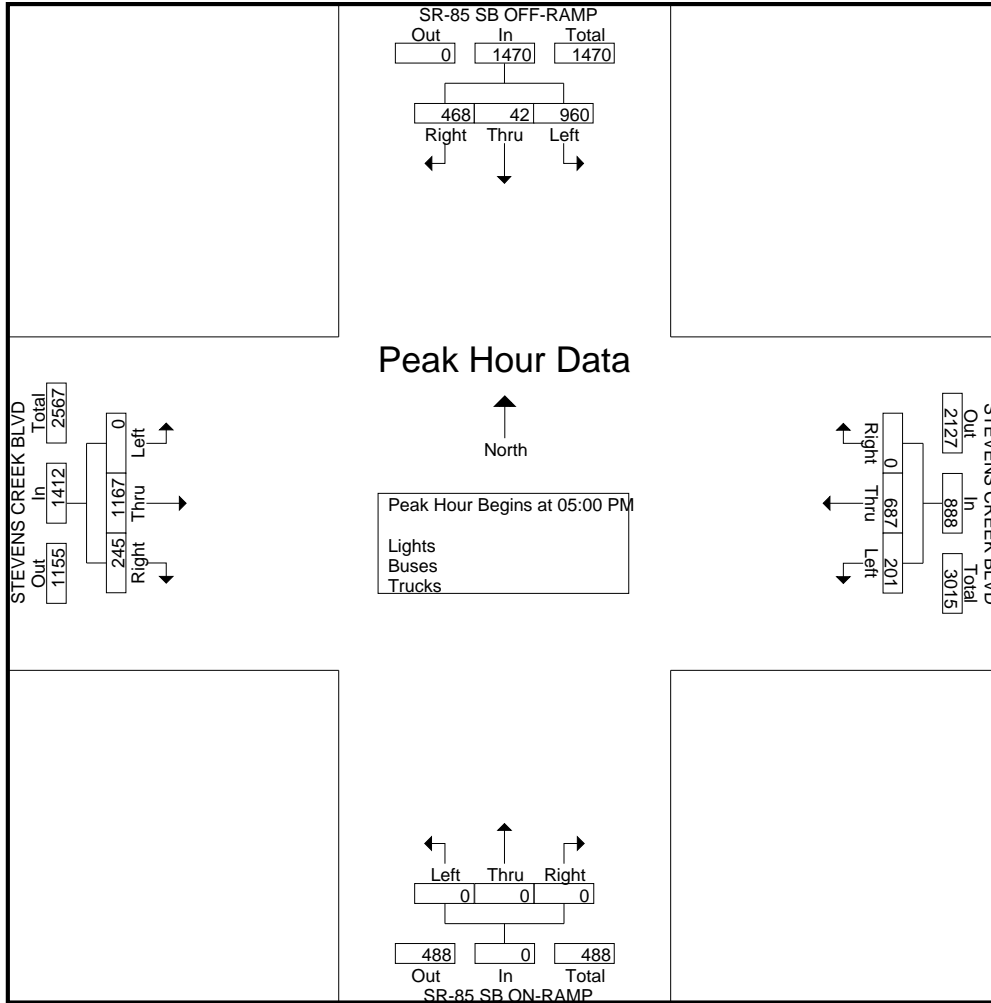 SR-85 SB OFF-RAMP
Out In Total
0 1470 1470
468 42 960
Right Thru Left
Peak Hour Data
North
Peak Hour Begins at 05:00 PM
Lights
Buses
Trucks
STEVENS CREEK BLVD
Out In Total
1155 1412 2567
0 1167 245
Left Thru Right
STEVENS CREEK BLVD
Out In Total
2127 888 3015
0 687 201
Right Thru Left
Left Thru Right
0 0 0
488 0 488
Out In Total
SR-85 SB ON-RAMP